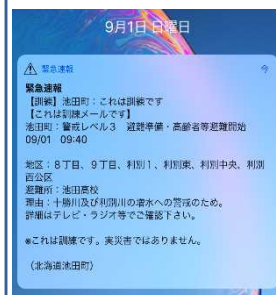 9月1日 日曜日
緊急速報
今
緊急速報
【訓練】池田町:これは訓練です
【これは訓練メールです】
池田町:警戒レベル3 避難準備・高齢者等避難開始
09/01 09:40
地区:8丁目、9丁目、利別1、利別東、利別中央、利別
西公区
避難所:池田高校
理由:十勝川及び利別川の増水への警戒のため。
詳細はテレビ・ラジオ等でご確認下さい。
※これは訓練です。実災害ではありません。
(北海道池田町)